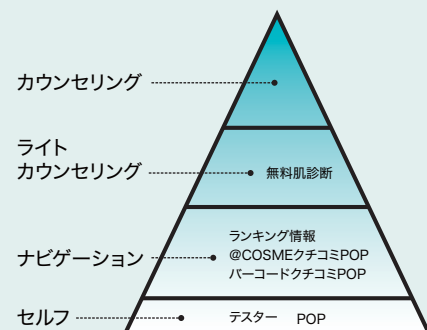 カウンセリング
ライト
カウンセリング
無料肌診断
ナビゲーション
ランキング情報
@COSMEクチコミPOP
バーコードクチコミPOP
セルフ
テスター POP